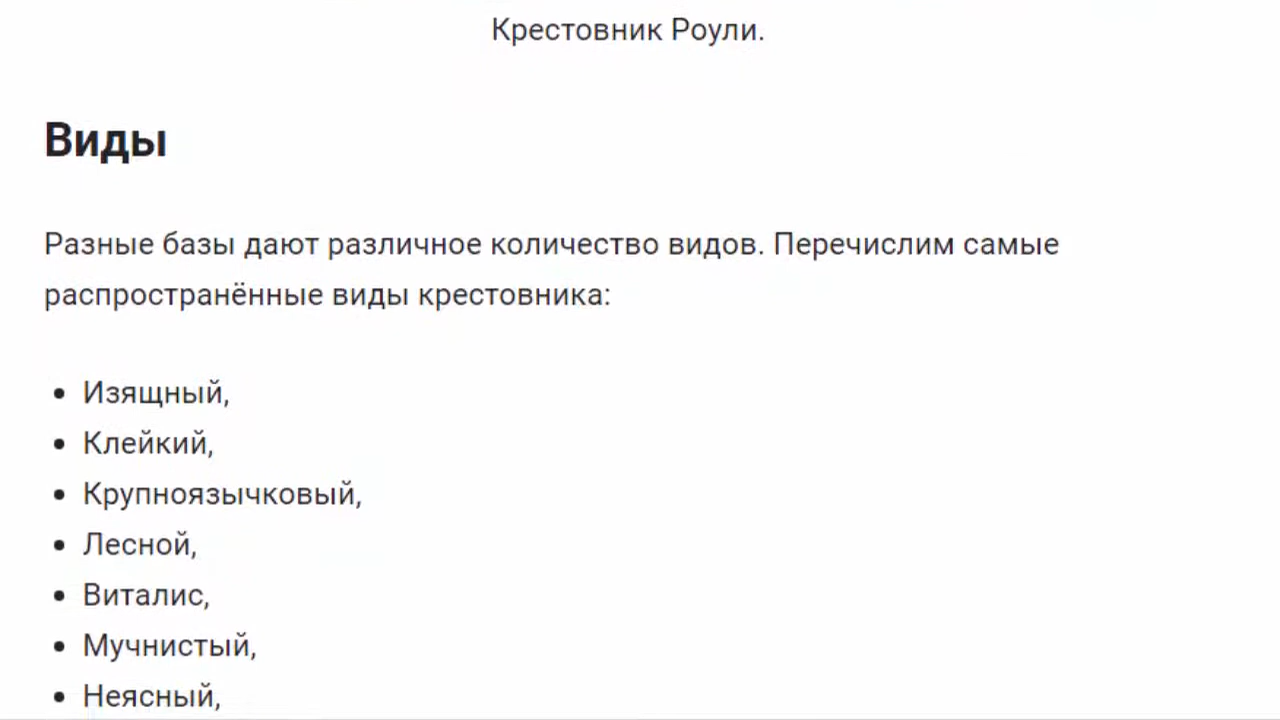 Крестовник Роули.
Виды
Разные базы дают различное количество видов. Перечислим самые
распространённые виды крестовника:
• Изящный,
• Клейкий,
• Крупноязычковый,
• Лесной,
• Виталис,
• Мучнистый,
• Неясный,